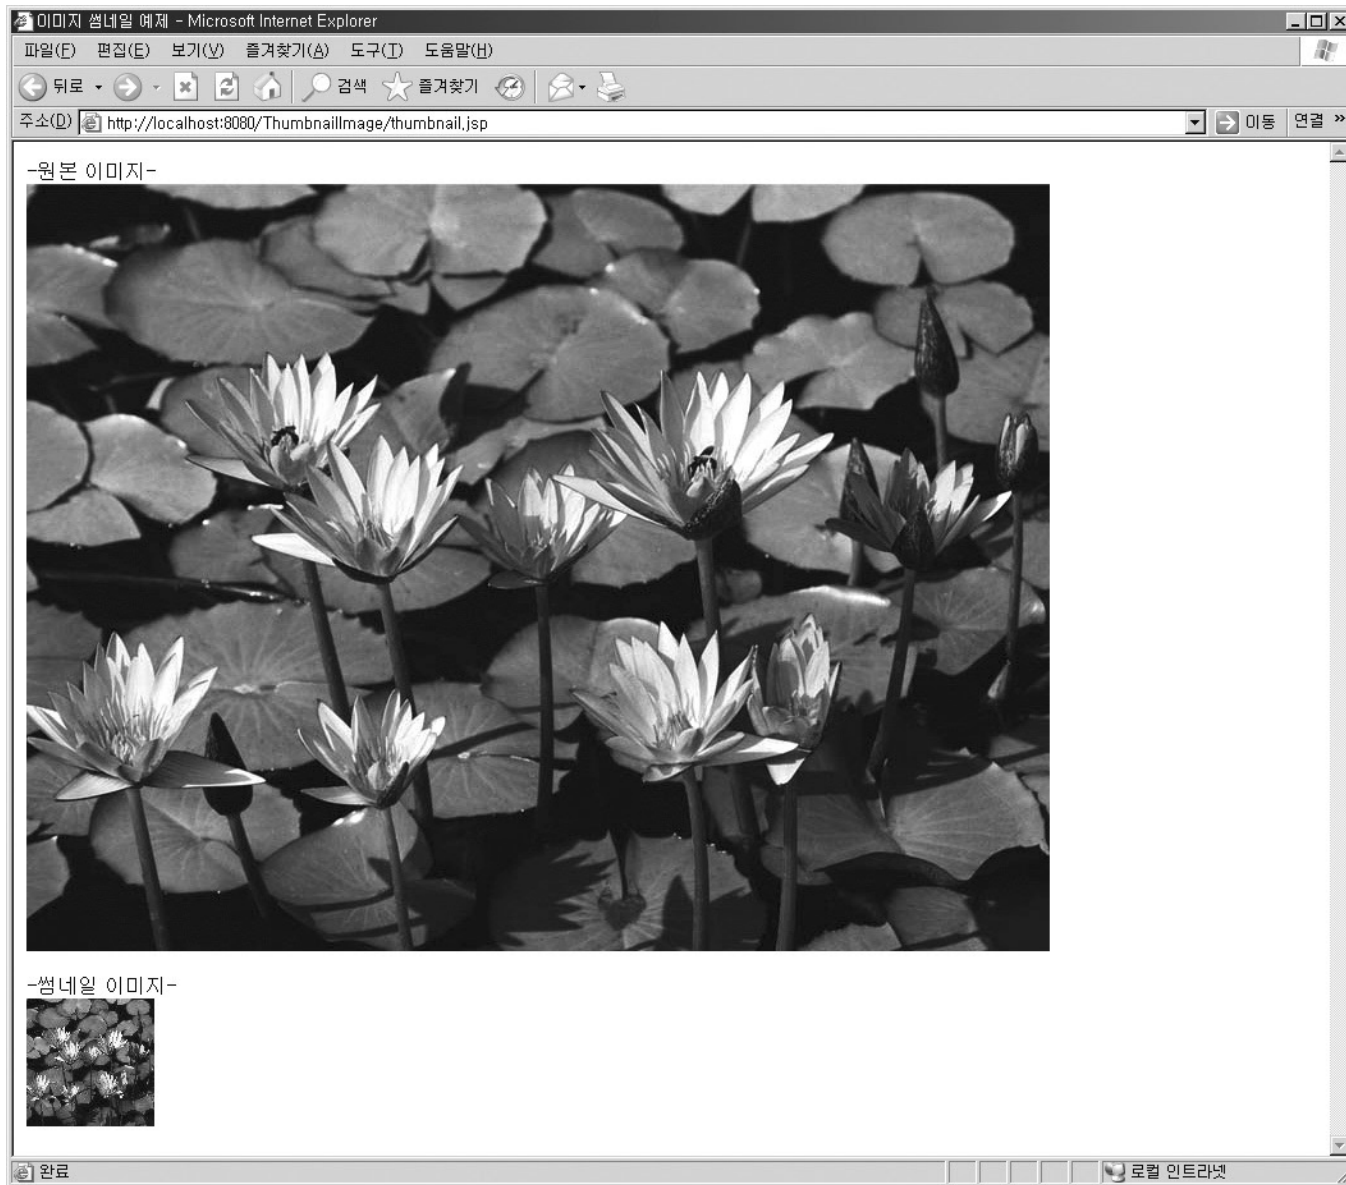 이미지 썸네일 예제 - Microsoft Internet Explorer
파일(F) 편집(E) 보기(V) 즐겨찾기(A) 도구(T) 도움말(H)
뒤로 검색 즐겨찾기
주소(D) http://localhost:8080/ThumbnailImage/thumbnail.jsp 이동 연결 »
-원본 이미지-
-썸네일 이미지-
완료 로컬 인트라넷